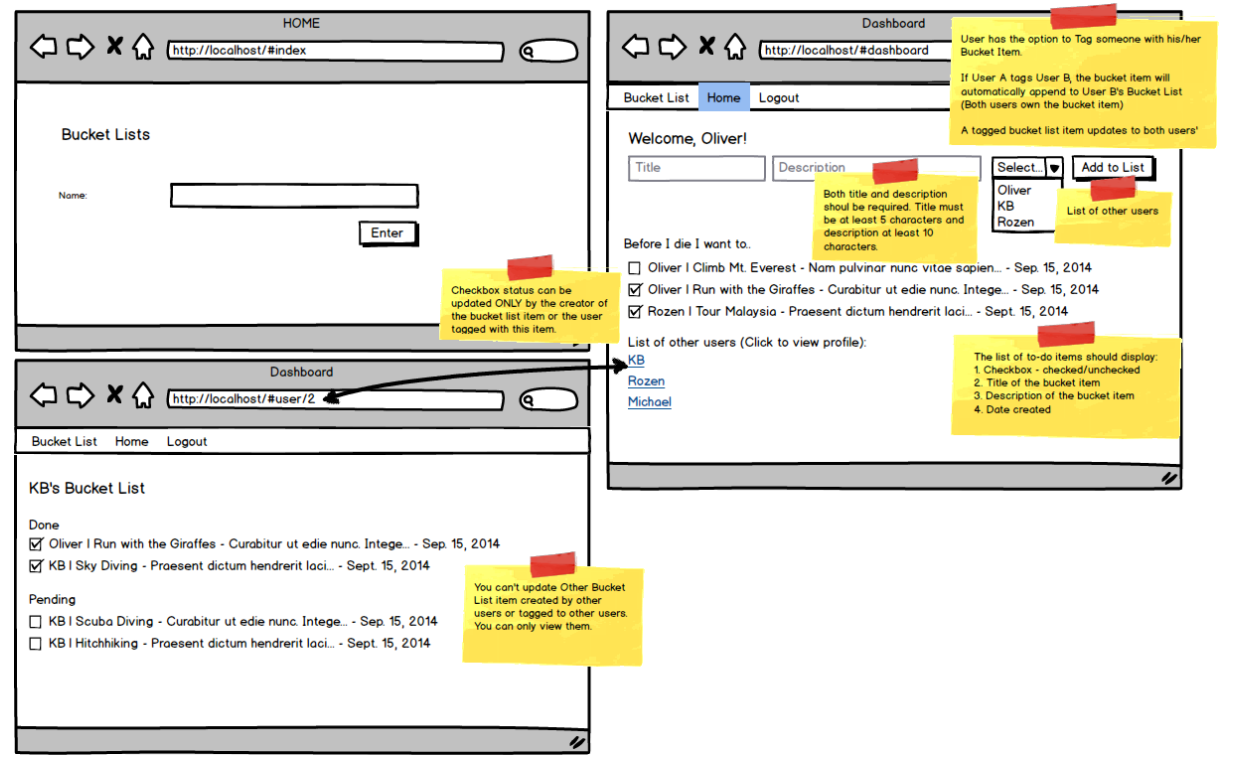 HOME
http://localhost/#index
Bucket Lists
Name:
Enter
Checkbox status can be
updated ONLY by the creator of
the bucket list item or the user
tagged with this item.
Dashboard
http://localhost/#dashboard
Bucket List Home Logout
User has the option to Tag someone with his/her
Bucket Item.
If User A tags User B, the bucket item will
automatically append to User B's Bucket List
(Both users own the bucket item)
A tagged bucket list item updates to both users'
Welcome, Oliver!
Title Description Select... Add to List
Oliver
KB
Rozen
Both title and description
shoul be required. Title must
be at least 5 characters and
description at least 10
characters.
List of other users
Before I die I want to..
Oliver | Climb Mt. Everest - Nam pulvinar nunc vitae sapien... - Sep. 15, 2014
Oliver | Run with the Giraffes - Curabitur ut edie nunc. Intege... - Sep. 15, 2014
Rozen | Tour Malaysia - Praesent dictum hendrerit laci... - Sept. 15, 2014
List of other users (Click to view profile):
KB
Rozen
Michael
The list of to-do items should display:
1. Checkbox - checked/unchecked
2. Title of the bucket item
3. Description of the bucket item
4. Date created
Dashboard
http://localhost/#user/2
Bucket List Home Logout
KB's Bucket List
Done
Oliver | Run with the Giraffes - Curabitur ut edie nunc. Intege... - Sep. 15, 2014
KB | Sky Diving - Praesent dictum hendrerit laci... - Sept. 15, 2014
Pending
KB | Scuba Diving - Curabitur ut edie nunc. Intege... - Sep. 15, 2014
KB | Hitchhiking - Praesent dictum hendrerit laci... - Sept. 15, 2014
You can't update Other Bucket
List item created by other
users or tagged to other users.
You can only view them.